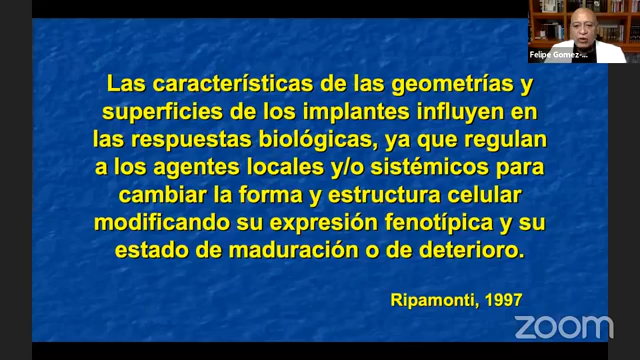 Felipe Gomez-...
Las características de las geometrías y
superficies de los implantes influyen en
las respuestas biológicas, ya que regulan
a los agentes locales y/o sistémicos para
cambiar la forma y estructura celular
modificando su expresión fenotípica y su
estado de maduración o de deterioro.
Ripamonti, 1997
zoom